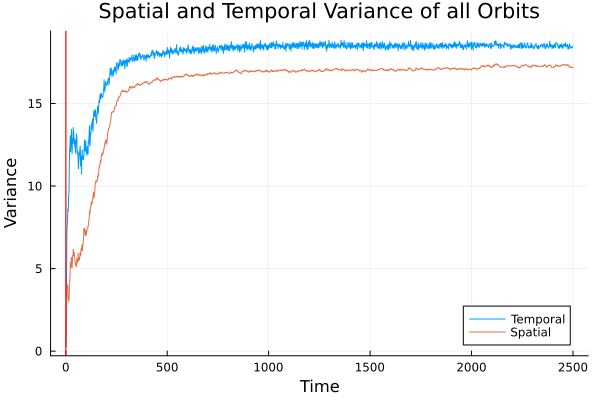 Spatial and Temporal Variance of all Orbits
Variance
15
10
5
0
Temporal
Spatial
0 500 1000 1500 2000 2500
Time